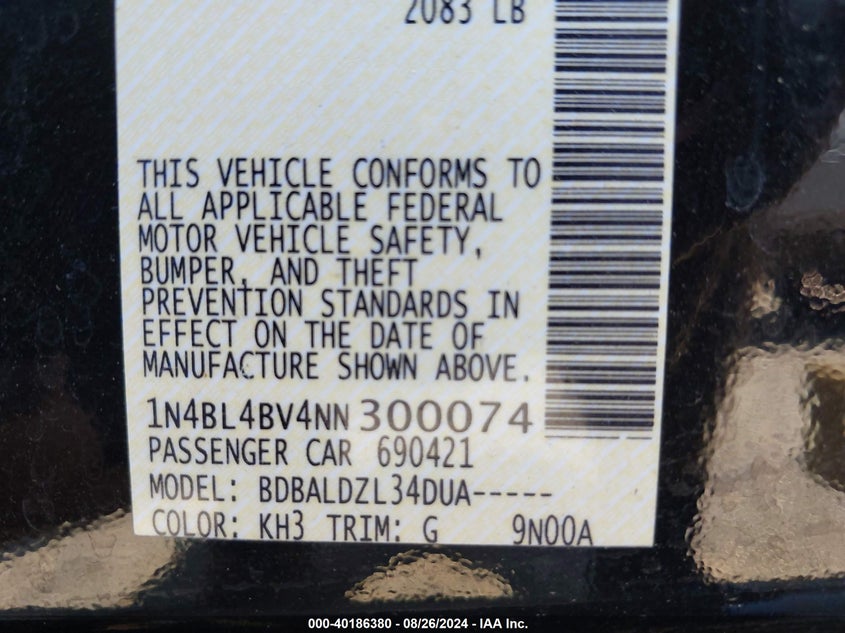 2083 LB
THIS VEHICLE CONFORMS TO
ALL APPLICABLE FEDERAL
MOTOR VEHICLE SAFETY,
BUMPER, AND THEFT
PREVENTION STANDARDS IN
EFFECT ON THE DATE OF
MANUFACTURE SHOWN ABOVE.
1N4BL4BV4NN300074
PASSENGER CAR 690421
MODEL: BDBALDZL34DUA-----
COLOR: KH3 TRIM: G 9N00A
000-40186380 - 08/26/2024 - IAA Inc.